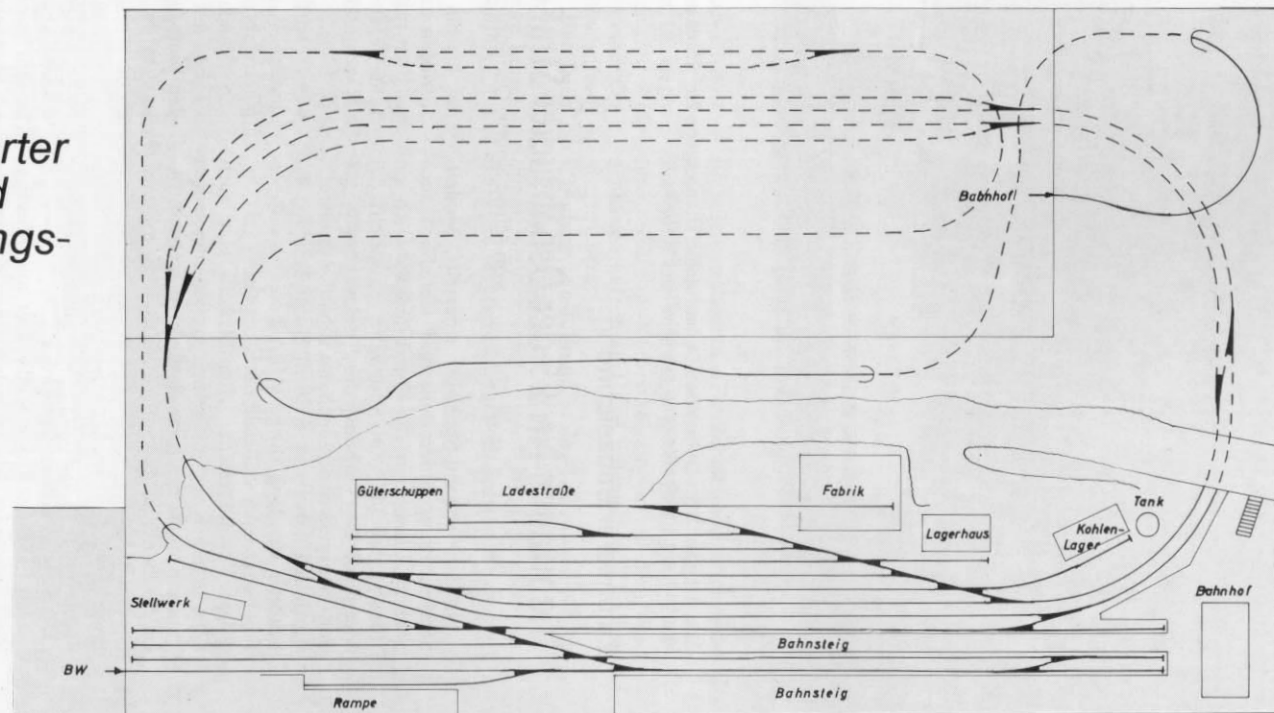 rter
d
ngs-
Bahnhof
Güterschuppen
Ladestraße
Fabrik
Tank
Lagerhaus
Kohlen-
Lager
Stellwerk
Bahnhof
Bahnsteig
BW
Rampe
Bahnsteig